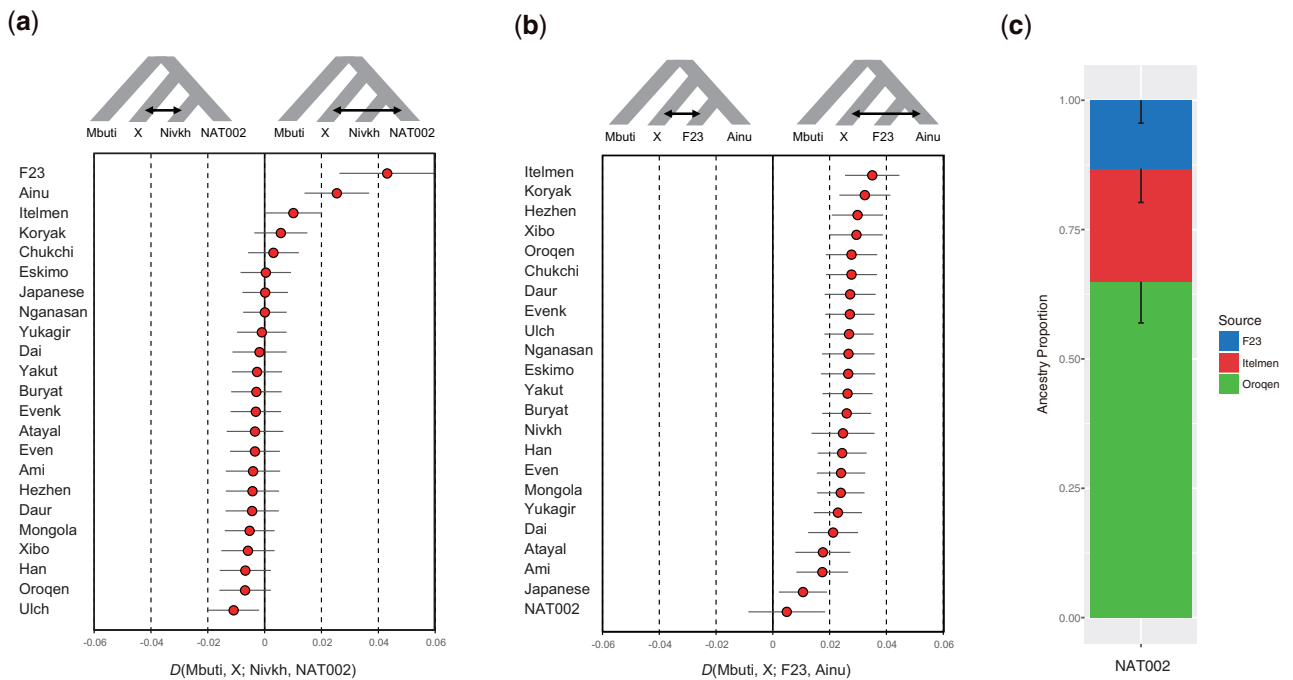 (a)
Mbuti X Nivkh NAT002
Mbuti X Nivkh NAT002
F23
Ainu
Itelmen
Koryak
Chukchi
Eskimo
Japanese
Nganasan
Yukagir
Dai
Yakut
Buryat
Evenk
Atayal
Even
Ami
Hezhen
Daur
Mongola
Xibo
Han
Oroqen
Ulch
-0.06 -0.04 -0.02 0 0.02 0.04 0.06
D(Mbuti, X; Nivkh, NAT002)
(b)
Mbuti X F23 Ainu
Mbuti X F23 Ainu
Itelmen
Koryak
Hezhen
Xibo
Oroqen
Chukchi
Daur
Evenk
Ulch
Nganasan
Eskimo
Yakut
Buryat
Nivkh
Han
Even
Mongola
Yukagir
Dai
Atayal
Ami
Japanese
NAT002
-0.06 -0.04 -0.02 0 0.02 0.04 0.06
D(Mbuti, X; F23, Ainu)
(c)
Ancestry Proportion
1.00
0.75
0.50
0.25
0.00
NAT002
Source
F23
Itelmen
Oroqen